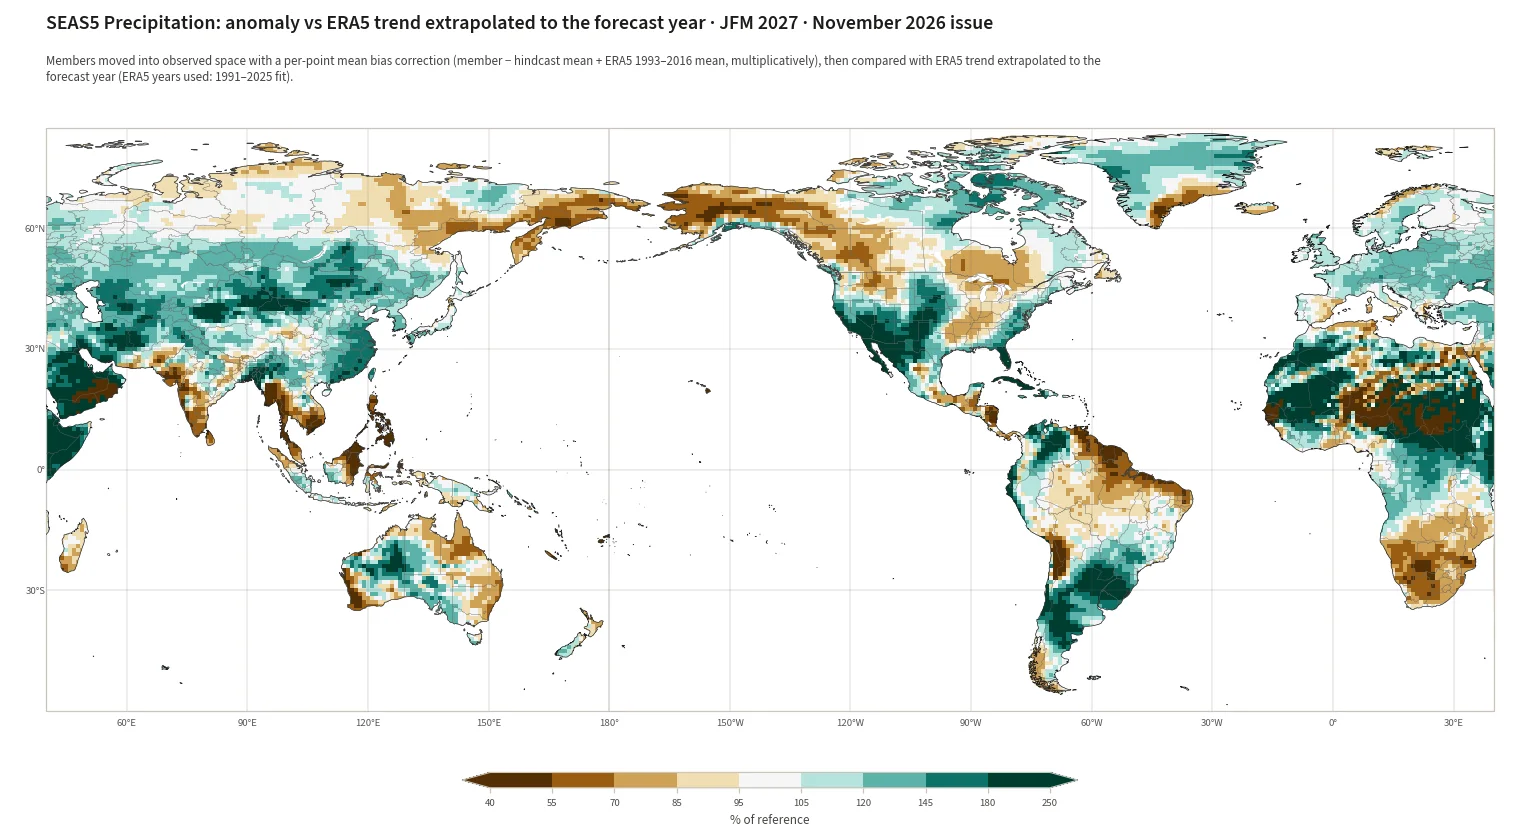 SEAS5 Precipitation: anomaly vs ERA5 trend extrapolated to the forecast year · JFM 2027 · November 2026 issue
Members moved into observed space with a per-point mean bias correction (member − hindcast mean + ERA5 1993–2016 mean, multiplicatively), then compared with ERA5 trend extrapolated to the
forecast year (ERA5 years used: 1991–2025 fit).
60°N
30°N
0°
30°S
60°E 90°E 120°E 150°E 180° 150°W 120°W 90°W 60°W 30°W 0° 30°E
40 55 70 85 95 105 120 145 180 250
% of reference